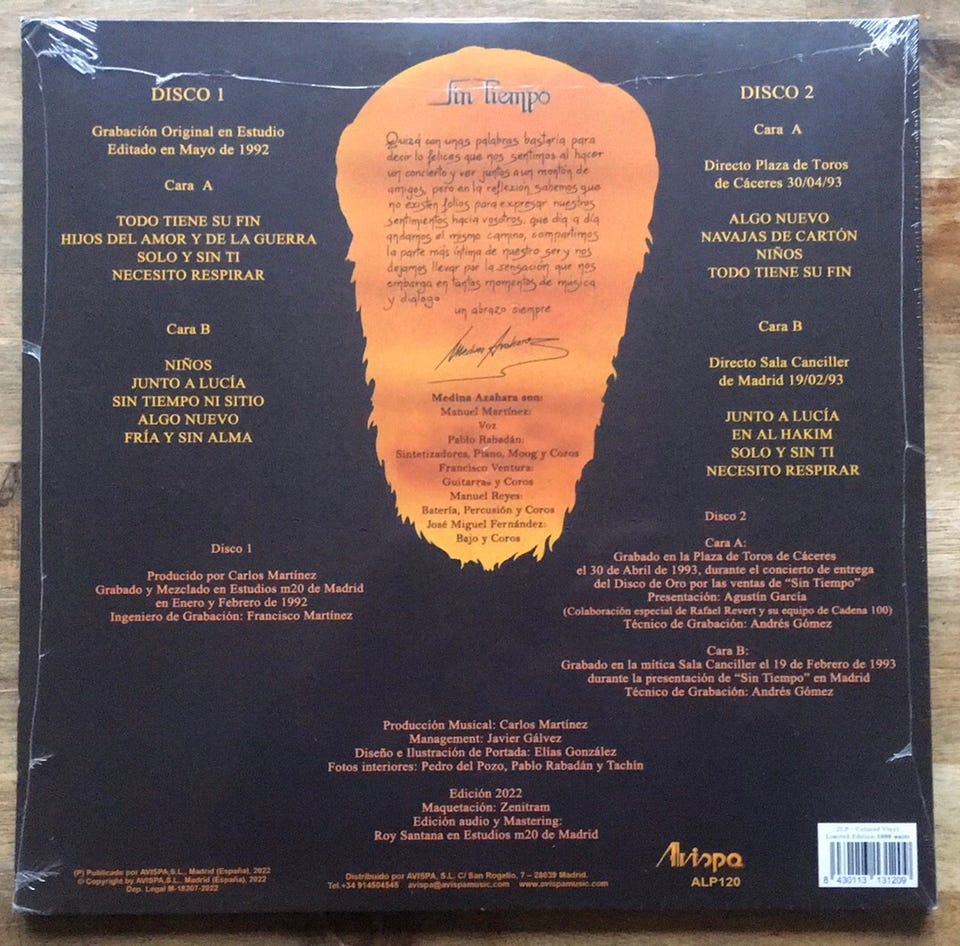 DISCO 1
Grabación Original en Estudio
Editado en Mayo de 1992
Cara A
TODO TIENE SU FIN
HIJOS DEL AMOR Y DE LA GUERRA
SOLO Y SIN TI
NECESITO RESPIRAR
Cara B
NIÑOS
JUNTO A LUCÍA
SIN TIEMPO NI SITIO
ALGO NUEVO
FRÍA Y SIN ALMA
Disco 1
Producido por Carlos Martínez
Grabado y Mezclado en Estudios m20 de Madrid
en Enero y Febrero de 1992
Ingeniero de Grabación: Francisco Martínez
Sin Tiempo
Quizá con unas palabras bastaría para
decir lo felices que nos sentimos al hacer
un concierto y ver juntos a un montón de
amigos, pero en la reflexión sabemos que
no existen folios para expresar nuestros
sentimientos hacia vosotros, que día a día
andamos el mismo camino, compartimos
la parte más íntima de nuestro ser y nos
dejamos llevar por la sensación que nos
embarga en tantos momentos de música
y diálogo
un abrazo siempre
Medina Azahara
Medina Azahara son:
Manuel Martínez:
Voz
Pablo Rabadán:
Sintetizadores, Piano, Moog y Coros
Francisco Ventura:
Guitarras y Coros
Manuel Reyes:
Batería, Percusión y Coros
José Miguel Fernández:
Bajo y Coros
DISCO 2
Cara A
Directo Plaza de Toros
de Cáceres 30/04/93
ALGO NUEVO
NAVAJAS DE CARTÓN
NIÑOS
TODO TIENE SU FIN
Cara B
Directo Sala Canciller
de Madrid 19/02/93
JUNTO A LUCÍA
EN AL HAKIM
SOLO Y SIN TI
NECESITO RESPIRAR
Disco 2
Cara A:
Grabado en la Plaza de Toros de Cáceres
el 30 de Abril de 1993, durante el concierto de entrega
del Disco de Oro por las ventas de “Sin Tiempo”
Presentación: Agustín García
(Colaboración especial de Rafael Revert y su equipo de Cadena 100)
Técnico de Grabación: Andrés Gómez
Cara B:
Grabado en la mítica Sala Canciller el 19 de Febrero de 1993
durante la presentación de “Sin Tiempo” en Madrid
Técnico de Grabación: Andrés Gómez
Producción Musical: Carlos Martínez
Management: Javier Gálvez
Diseño e Ilustración de Portada: Elías González
Fotos interiores: Pedro del Pozo, Pablo Rabadán y Tachín
Edición 2022
Maquetación: Zenitram
Edición audio y Mastering:
Roy Santana en Estudios m20 de Madrid
(P) Publicado por AVISPA,S.L., Madrid (España), 2022
© Copyright by AVISPA,S.L., Madrid (España), 2022
Dep. Legal M-18307-2022
Distribuido por AVISPA, S.L. C/ San Rogelio, 7 – 28039 Madrid.
Tel.+34 914504545 avispa@avispamusic.com www.avispamusic.com
Avispa
ALP120
2LP - Colored Vinyl
Limited Edition 1000 units
8 430113 131209